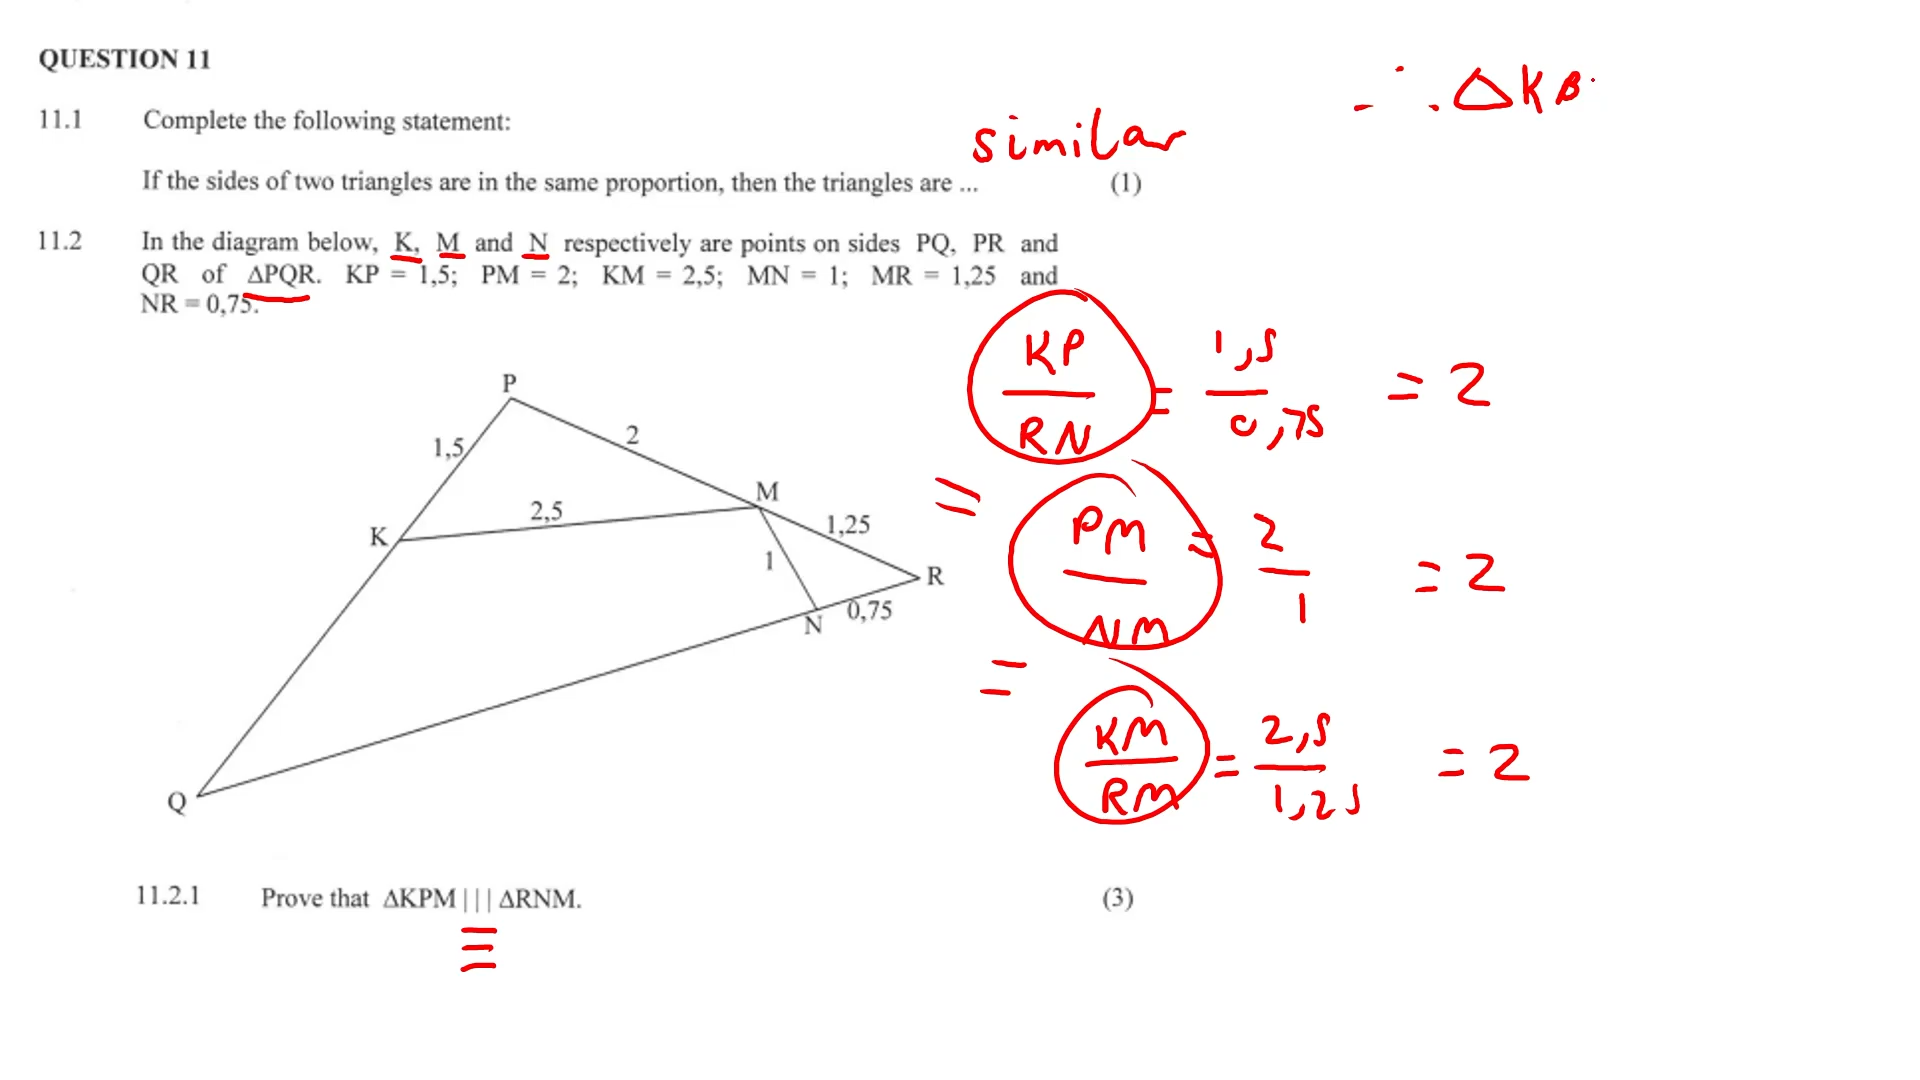 QUESTION 11
∴ ΔKB
11.1 Complete the following statement:
similar
If the sides of two triangles are in the same proportion, then the triangles are ... (1)
11.2 In the diagram below, K, M and N respectively are points on sides PQ, PR and
QR of ΔPQR. KP = 1,5; PM = 2; KM = 2,5; MN = 1; MR = 1,25 and
NR = 0,75.
KP/RN = 1,5/0,75 = 2
P
1,5
2
M
K
2,5
1,25
1
R
N
0,75
Q
= PM/NM = 2/1 = 2
= KM/RM = 2,5/1,25 = 2
11.2.1 Prove that ΔKPM ||| ΔRNM. (3)
≡